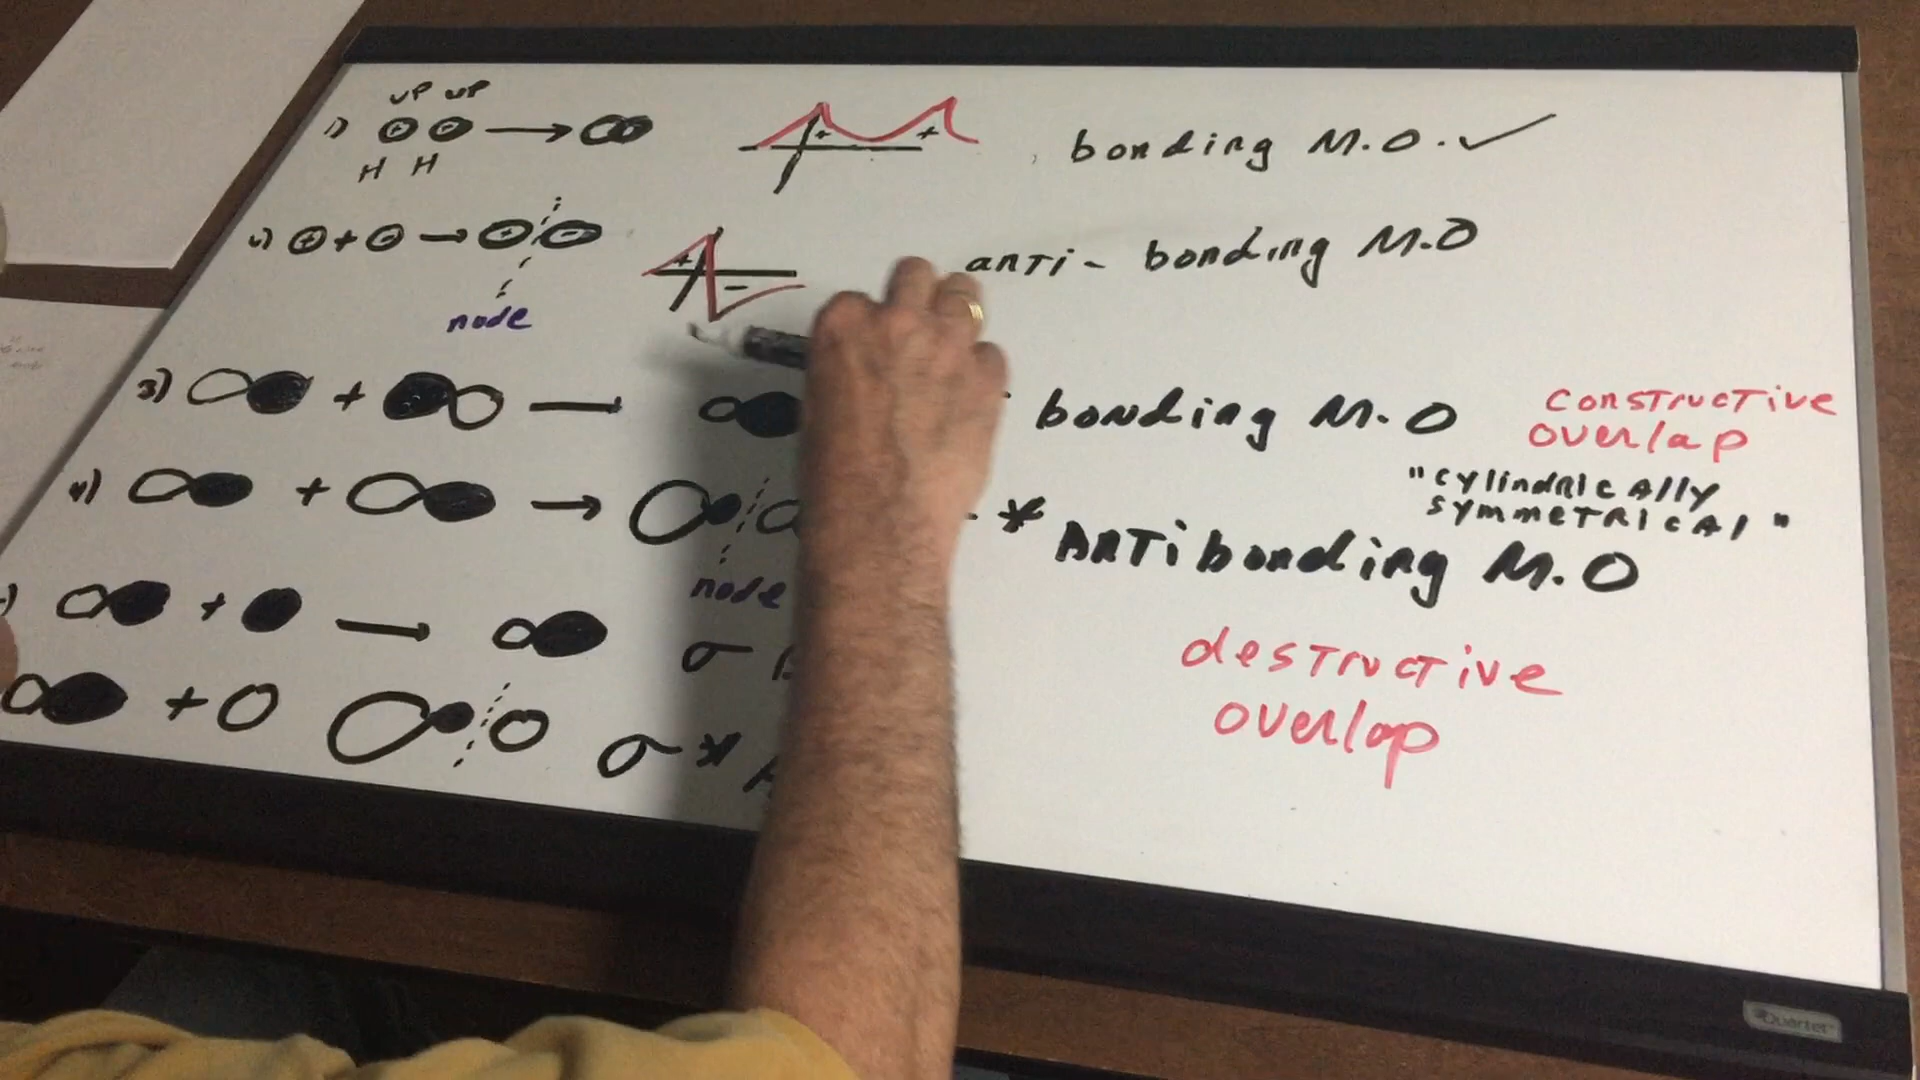 UP UP
1) + + → + + bonding M.O. ✓
H H
2) + + - → + - + - anti - bonding M.O
node
3) + bonding M.O constructive
overlap
4) + → * "cylindrically
symmetrical"
ANTibonding M.O
node
) + σ
destructive
+ σ *
overlap
Quartet